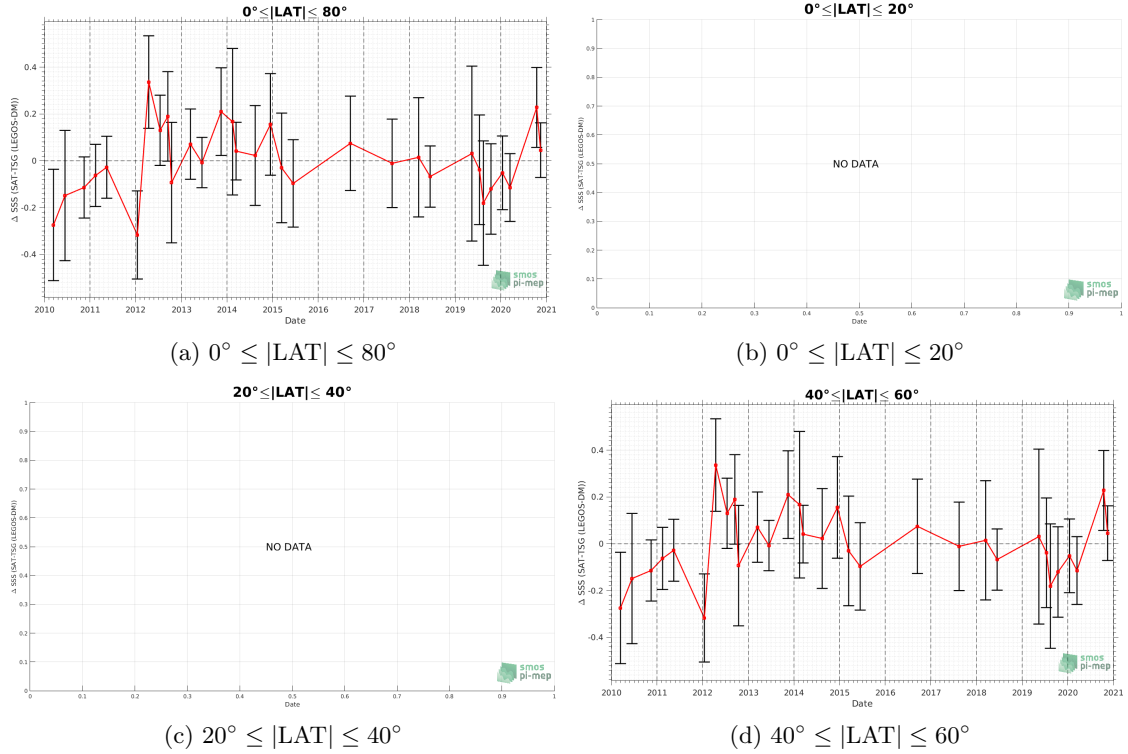 0°≤|LAT|≤ 80°
Δ SSS (SAT-TSG (LEGOS-DM))
0.4
0.2
0
-0.2
-0.4
2010 2011 2012 2013 2014 2015 2016 2017 2018 2019 2020 2021
Date
smos
pi-mep
(a) 0° ≤ |LAT| ≤ 80°
0°≤|LAT|≤ 20°
Δ SSS (SAT-TSG (LEGOS-DM))
1
0.9
0.8
0.7
0.6
0.5
0.4
0.3
0.2
0.1
0
NO DATA
0 0.1 0.2 0.3 0.4 0.5 0.6 0.7 0.8 0.9 1
Date
smos
pi-mep
(b) 0° ≤ |LAT| ≤ 20°
20°≤|LAT|≤ 40°
Δ SSS (SAT-TSG (LEGOS-DM))
1
0.9
0.8
0.7
0.6
0.5
0.4
0.3
0.2
0.1
0
NO DATA
0 0.1 0.2 0.3 0.4 0.5 0.6 0.7 0.8 0.9 1
Date
smos
pi-mep
(c) 20° ≤ |LAT| ≤ 40°
40°≤|LAT|≤ 60°
Δ SSS (SAT-TSG (LEGOS-DM))
0.4
0.2
0
-0.2
-0.4
2010 2011 2012 2013 2014 2015 2016 2017 2018 2019 2020 2021
Date
smos
pi-mep
(d) 40° ≤ |LAT| ≤ 60°